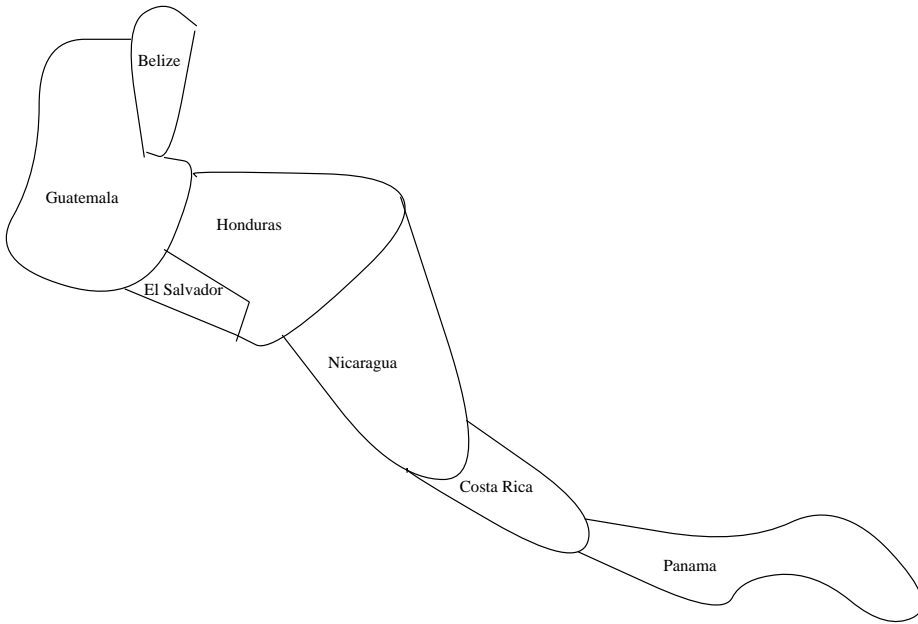 Belize
Guatemala
Honduras
El Salvador
Nicaragua
Costa Rica
Panama